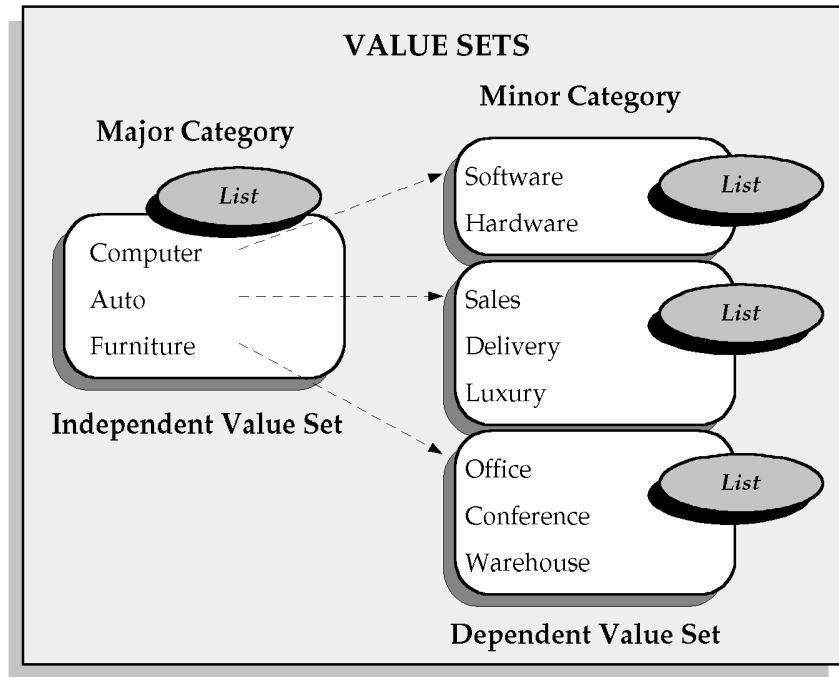 VALUE SETS
Major Category
List
Computer
Auto
Furniture
Independent Value Set
Minor Category
Software
Hardware
List
Sales
Delivery
Luxury
List
Office
Conference
Warehouse
List
Dependent Value Set